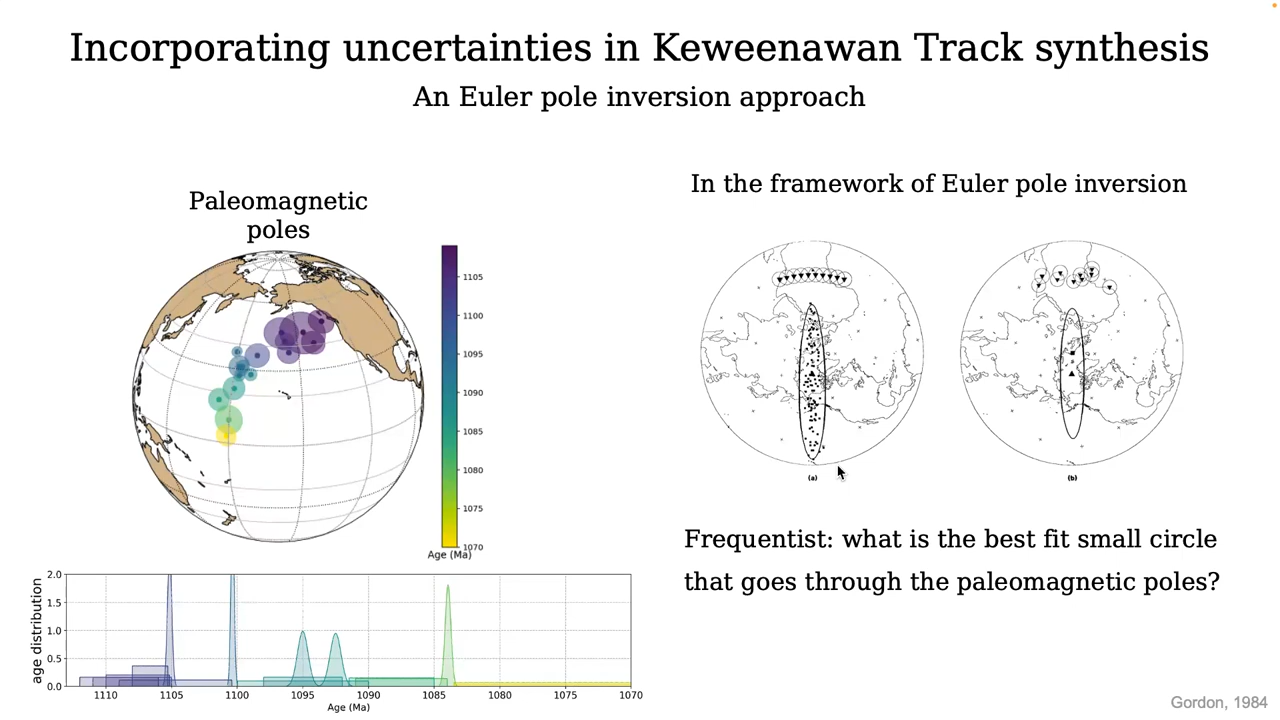 Incorporating uncertainties in Keweenawan Track synthesis
An Euler pole inversion approach
Paleomagnetic
poles
1105
1100
1095
1090
1085
1080
1075
1070
Age (Ma)
age distribution
2.0
1.5
1.0
0.5
0.0
1110 1105 1100 1095 1090 1085 1080 1075 1070
Age (Ma)
In the framework of Euler pole inversion
(a) (b)
Frequentist: what is the best fit small circle
that goes through the paleomagnetic poles?
Gordon, 1984